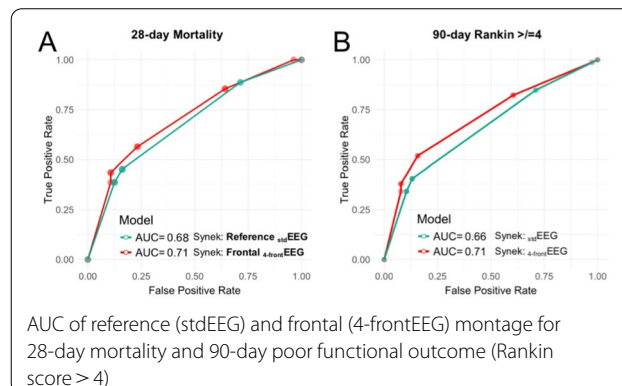 A
28-day Mortality
True Positive Rate
1.00
0.75
0.50
0.25
0.00
Model
AUC= 0.68 Synek: Reference stdEEG
AUC= 0.71 Synek: Frontal 4-frontEEG
0.00 0.25 0.50 0.75 1.00
False Positive Rate
B
90-day Rankin >/=4
True Positive Rate
1.00
0.75
0.50
0.25
0.00
Model
AUC= 0.66 Synek: stdEEG
AUC= 0.71 Synek: 4-frontEEG
0.00 0.25 0.50 0.75 1.00
False Positive Rate
AUC of reference (stdEEG) and frontal (4-frontEEG) montage for
28-day mortality and 90-day poor functional outcome (Rankin
score > 4)